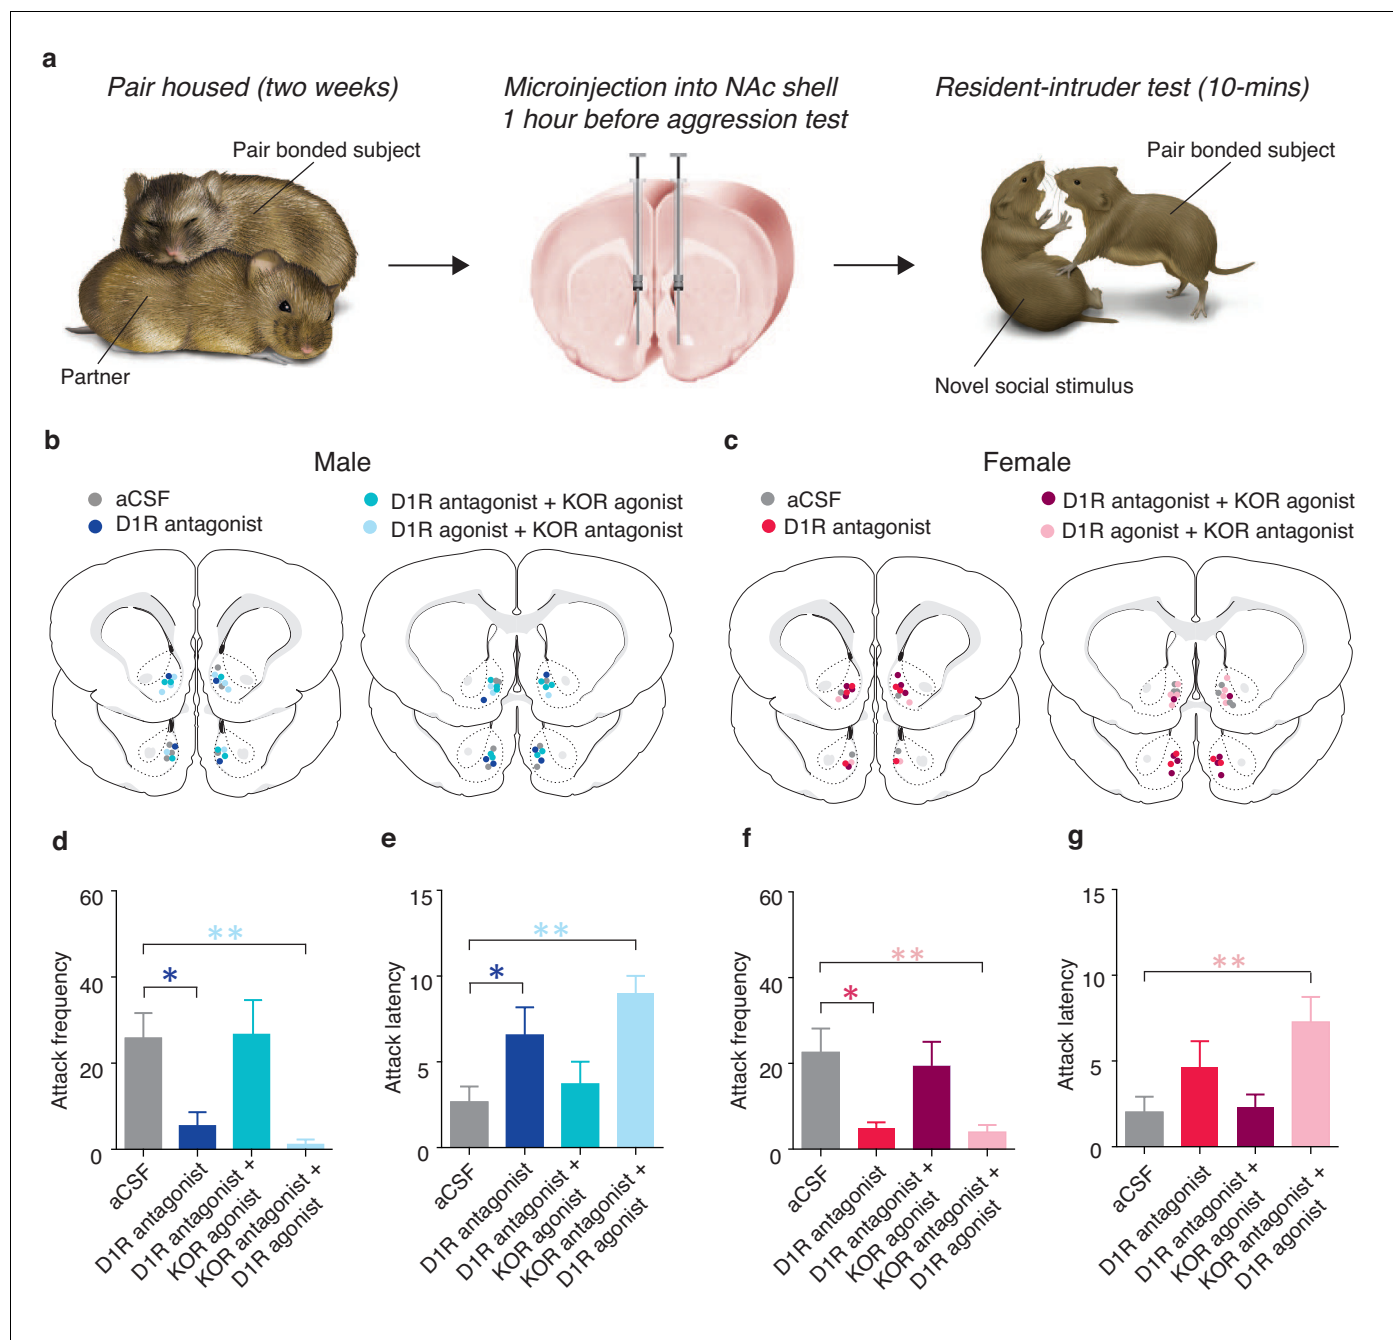 a
Pair housed (two weeks)
Pair bonded subject
Partner
Microinjection into NAc shell
1 hour before aggression test
Resident-intruder test (10-mins)
Pair bonded subject
Novel social stimulus
b
Male
aCSF
D1R antagonist
D1R antagonist + KOR agonist
D1R agonist + KOR antagonist
c
Female
aCSF
D1R antagonist
D1R antagonist + KOR agonist
D1R agonist + KOR antagonist
d
Attack frequency
60
40
20
0
**
*
aCSF
D1R antagonist
D1R antagonist +
KOR agonist
KOR antagonist +
D1R agonist
e
Attack latency
15
10
5
0
**
*
aCSF
D1R antagonist
D1R antagonist +
KOR agonist
KOR antagonist +
D1R agonist
f
Attack frequency
60
40
20
0
**
*
aCSF
D1R antagonist
D1R antagonist +
KOR agonist
KOR antagonist +
D1R agonist
g
Attack latency
15
10
5
0
**
aCSF
D1R antagonist
D1R antagonist +
KOR agonist
KOR antagonist +
D1R agonist